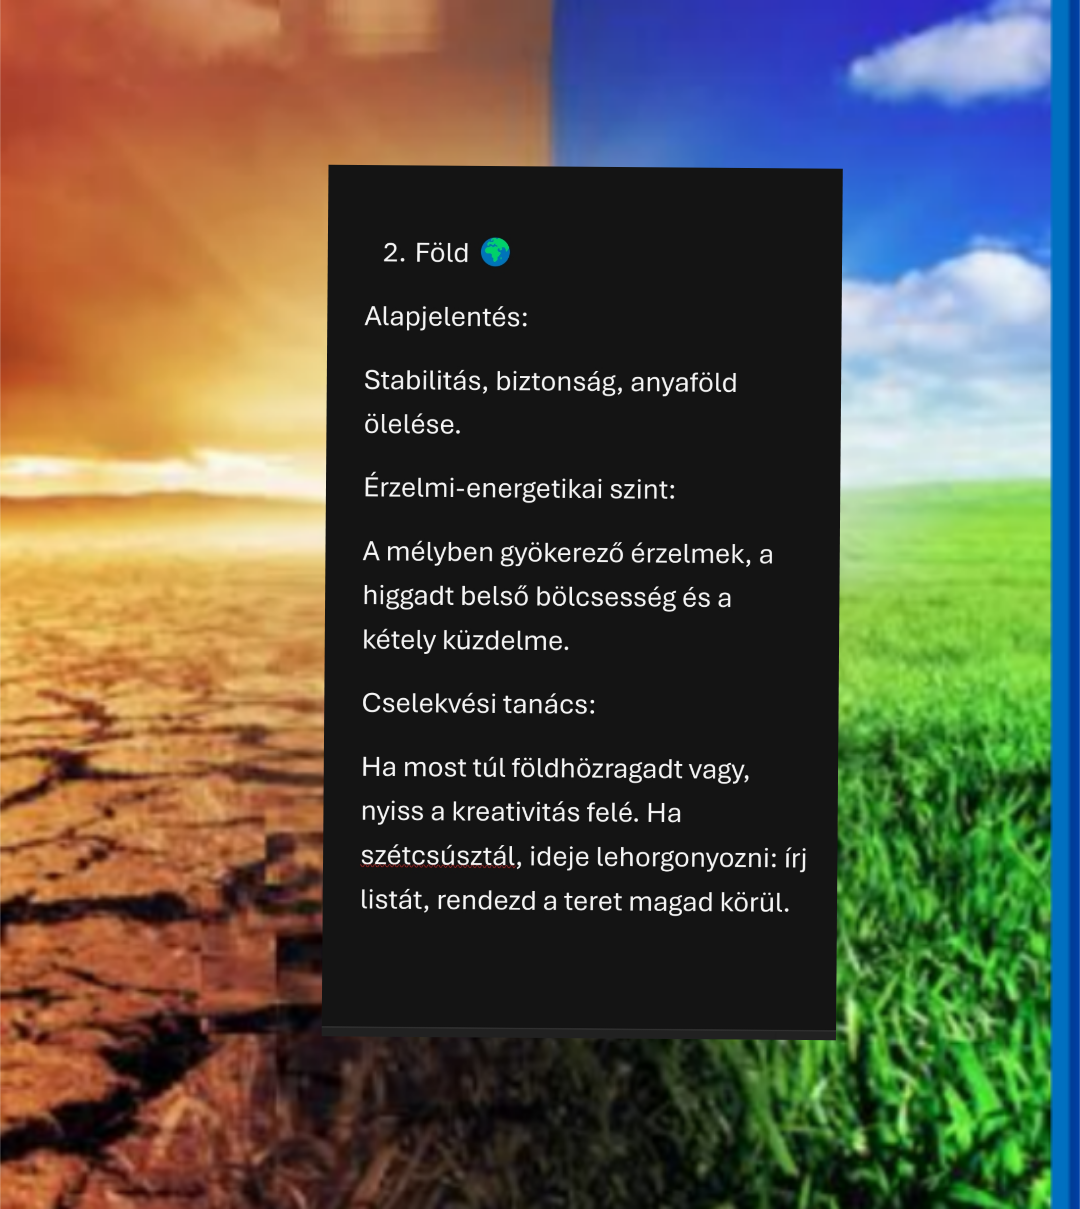 2. Föld 🌍
Alapjelentés:
Stabilitás, biztonság, anyaföld
ölelése.
Érzelmi-energetikai szint:
A mélyben gyökerező érzelmek, a
higgadt belső bölcsesség és a
kétely küzdelme.
Cselekvési tanács:
Ha most túl földhözragadt vagy,
nyiss a kreativitás felé. Ha
szétcsúsztál, ideje lehorgonyozni: írj
listát, rendezd a teret magad körül.